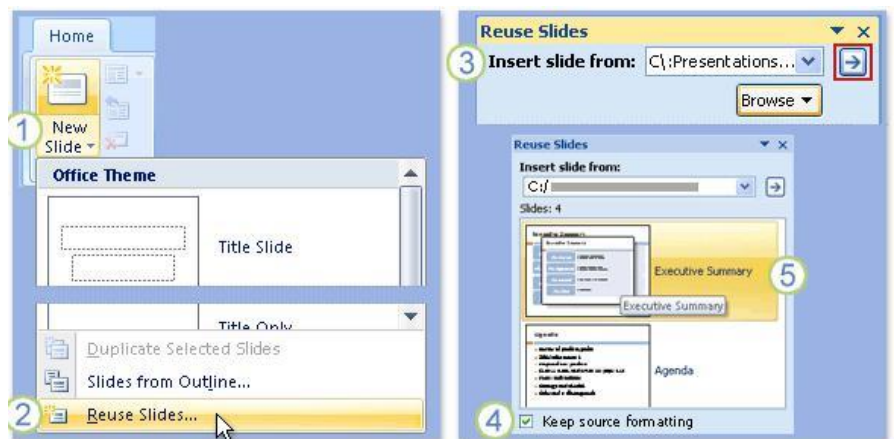 Home
1
New
Slide
Office Theme
Title Slide
Title Only
Duplicate Selected Slides
Slides from Outline...
2
Reuse Slides...
Reuse Slides
3
Insert slide from:
C\:Presentations...
Browse
Reuse Slides
Insert slide from:
C:/
Slides: 4
Executive Summary
Executive Summary
5
Executive Summary
Agenda
Agenda
4
Keep source formatting